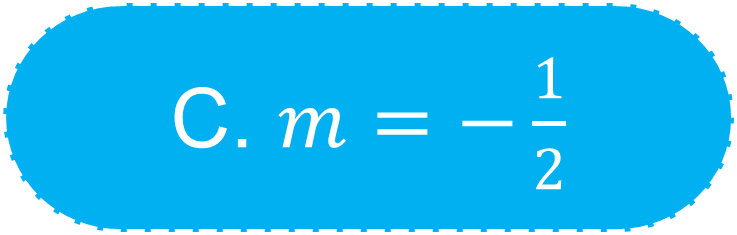 C. m = −1/2